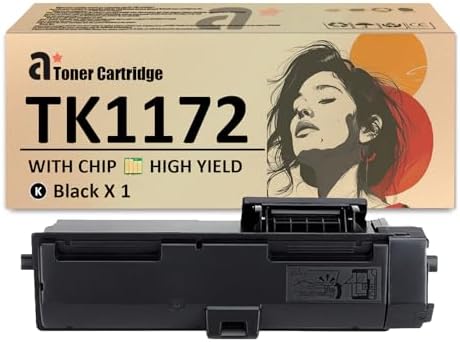 a Toner Cartridge
TK1172
WITH CHIP HIGH YIELD
K Black X 1